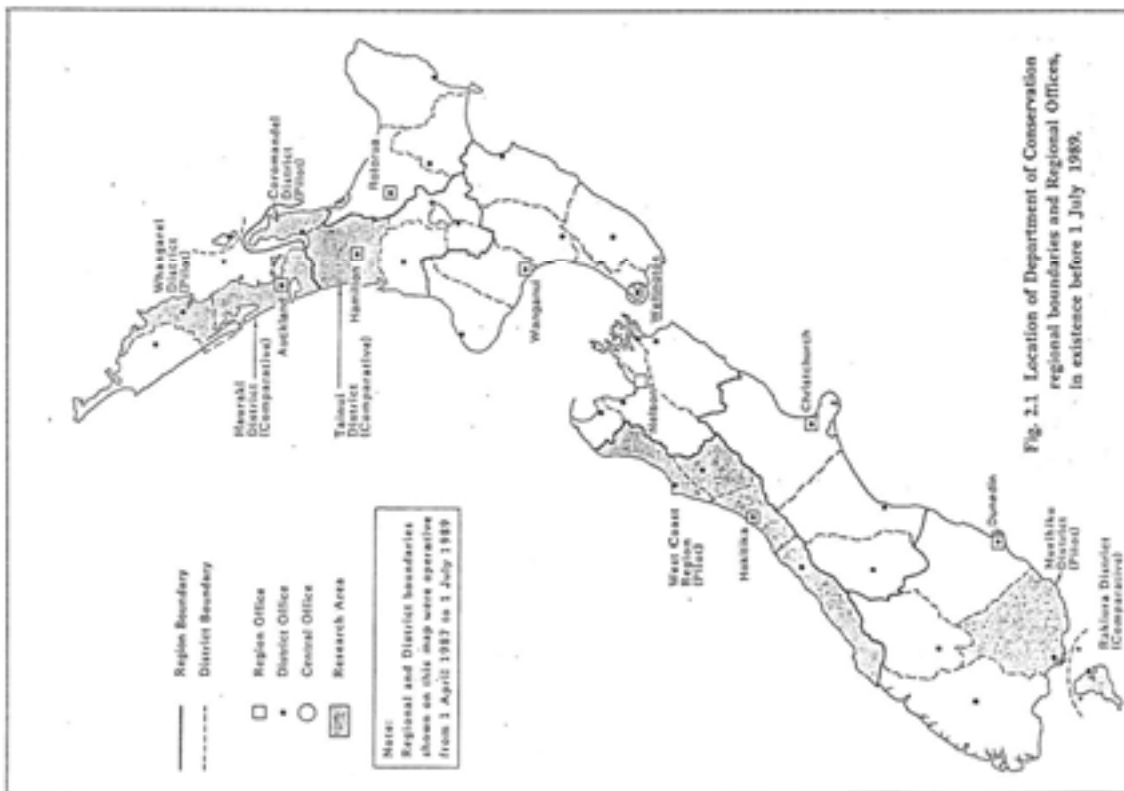 Whangarei
District
(Pilot)
Coromandel
District
(Pilot)
Hauraki
District
(Comparative)
Auckland
Tainui
District
(Comparative)
Hamilton
Rotorua
Wanganui
Wellington
Nelson
West Coast
Region
(Pilot)
Hokitika
Christchurch
Dunedin
Murihiku
District
(Pilot)
Rakiura District
(Comparative)
Region Boundary
District Boundary
Region Office
District Office
Central Office
Research Area
Note:
Regional and District boundaries
shown on this map were operative
from 1 April 1987 to 1 July 1989
Fig. 2.1 Location of Department of Conservation
regional boundaries and Regional Offices,
in existence before 1 July 1989.